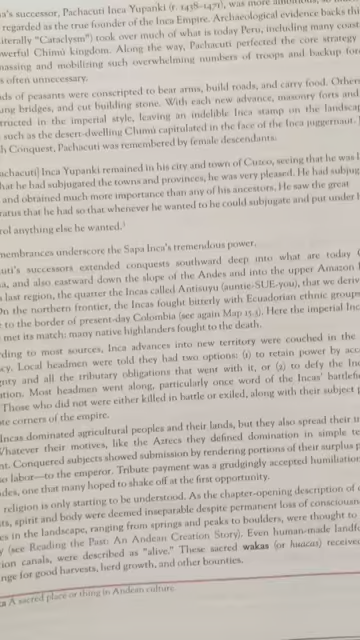 a's successor, Pachacuti Inca Yupanki (r. 1438–1471), was more ambitious,
regarded as the true founder of the Inca Empire. Archaeological evidence backs this
iterally "Cataclysm") took over much of what is today Peru, including many coast
werful Chimú kingdom. Along the way, Pachacuti perfected the core strategy
massing and mobilizing such overwhelming numbers of troops and backup for
s often unnecessary.
ds of peasants were conscripted to bear arms, build roads, and carry food. Others
ung bridges, and cut building stone. With each new advance, masonry forts and
tructed in the imperial style, leaving an indelible Inca stamp on the landscap
such as the desert-dwelling Chimú capitulated in the face of the Inca juggernaut.
h Conquest, Pachacuti was remembered by female descendants.
achacuti] Inca Yupanki remained in his city and town of Cuzco, seeing that he was
hat he had subjugated the towns and provinces, he was very pleased. He had subjug
and obtained much more importance than any of his ancestors. He saw the great
ratus that he had so that whenever he wanted to he could subjugate and put under
rol anything else he wanted.³
membrances underscore the Sapa Inca's tremendous power.
uti's successors extended conquests southward deep into what are today
a, and also eastward down the slope of the Andes and into the upper Amazon
last region, the quarter the Incas called Antisuyu (auntie-SUE-you), that we deriv
On the northern frontier, the Incas fought bitterly with Ecuadorian ethnic groups
to the border of present-day Colombia (see again Map 15.3). Here the imperial Inc
met its match: many native highlanders fought to the death.
rding to most sources, Inca advances into new territory were couched in the
cy. Local headmen were told they had two options: (1) to retain power by acc
gnty and all the tributary obligations that went with it, or (2) to defy the Inc
ation. Most headmen went along, particularly once word of the Incas' battlef
Those who did not were either killed in battle or exiled, along with their subject p
te corners of the empire.
Incas dominated agricultural peoples and their lands, but they also spread their
Whatever their motives, like the Aztecs they defined domination in simple te
nt. Conquered subjects showed submission by rendering portions of their surplus p
so labor—to the emperor. Tribute payment was a grudgingly accepted humiliation
ndes, one that many hoped to shake off at the first opportunity.
religion is only starting to be understood. As the chapter-opening description of
sts, spirit and body were deemed inseparable despite permanent loss of consciousn
es in the landscape, ranging from springs and peaks to boulders, were thought to
y (see Reading the Past: An Andean Creation Story). Even human-made landf
ion canals, were described as "alive." These sacred wakas (or huacas) received
nge for good harvests, herd growth, and other bounties.
ca A sacred place or thing in Andean culture.